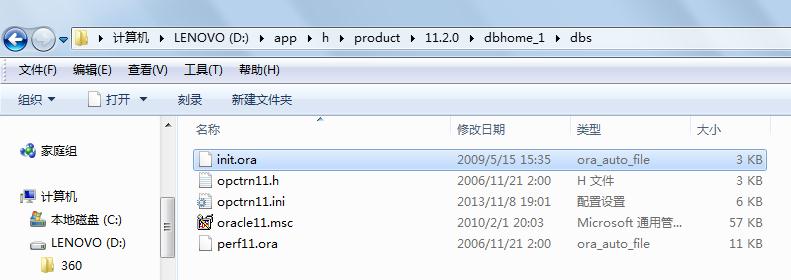 计算机 ▸ LENOVO (D:) ▸ app ▸ h ▸ product ▸ 11.2.0 ▸ dbhome_1 ▸ dbs
文件(F) 编辑(E) 查看(V) 工具(T) 帮助(H)
组织 打开 刻录 新建文件夹
名称 修改日期 类型 大小
家庭组
计算机
本地磁盘 (C:)
LENOVO (D:)
360
init.ora 2009/5/15 15:35 ora_auto_file 3 KB
opctrn11.h 2006/11/21 2:00 H 文件 3 KB
opctrn11.ini 2013/11/8 19:01 配置设置 6 KB
oracle11.msc 2010/2/1 20:03 Microsoft 通用管... 57 KB
perf11.ora 2006/11/21 2:00 ora_auto_file 11 KB